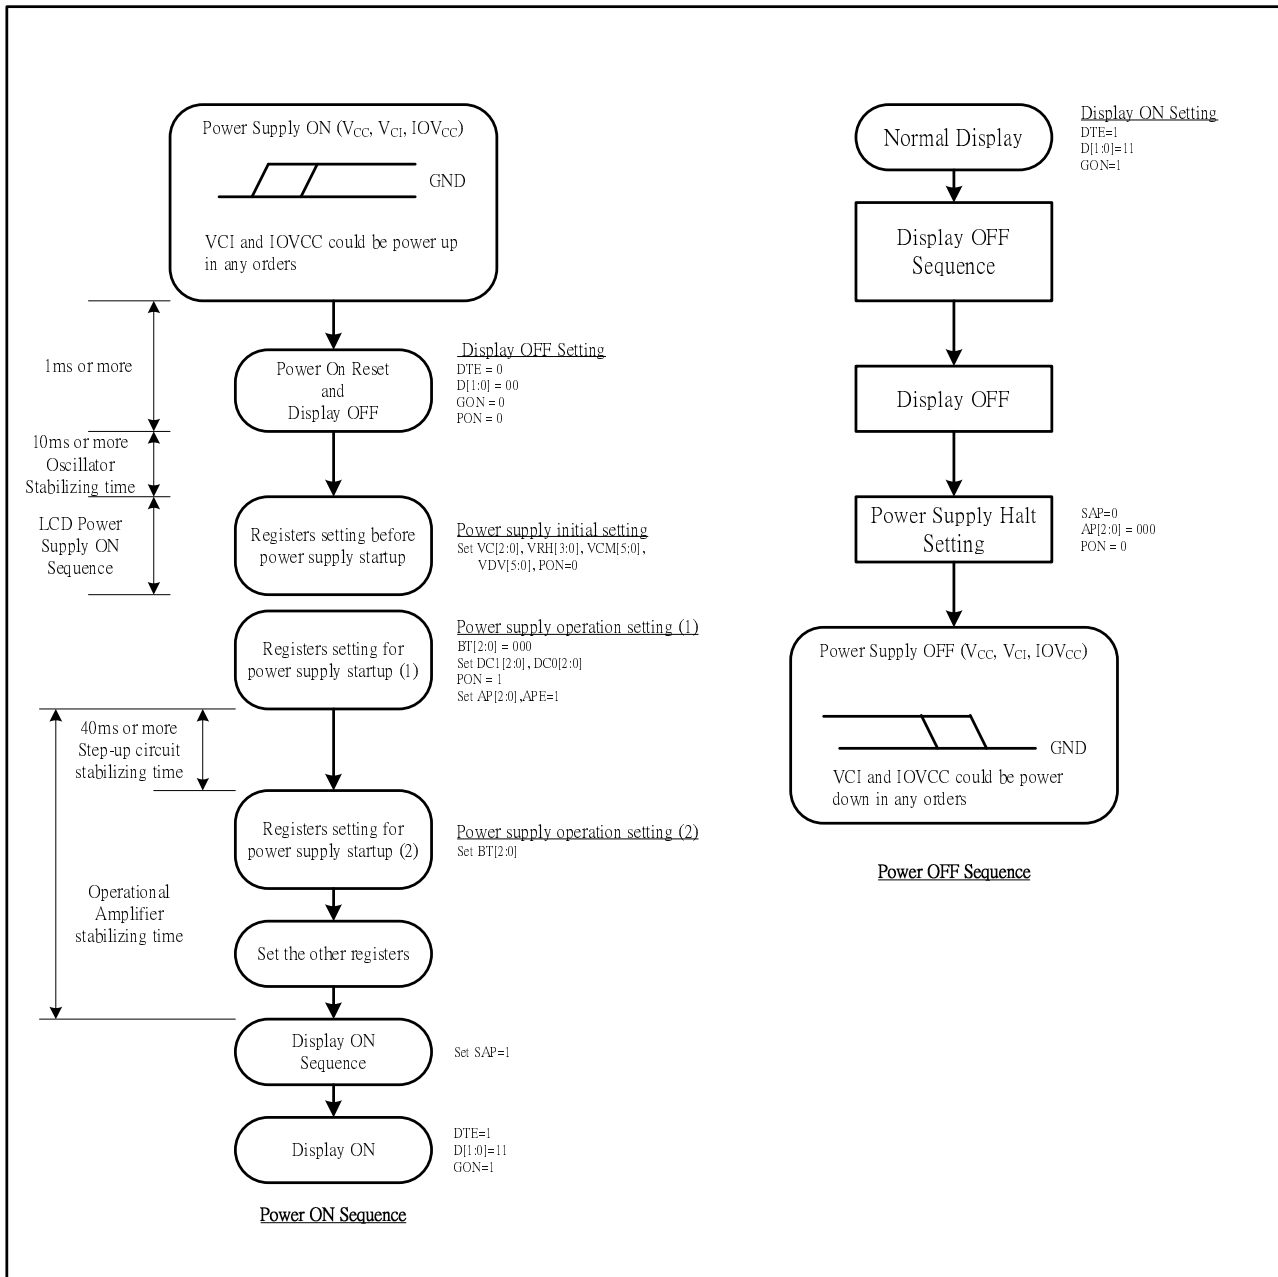 Power Supply ON (VCC, VCI, IOVCC)
GND
VCI and IOVCC could be power up
in any orders
1ms or more
Power On Reset
and
Display OFF
Display OFF Setting
DTE = 0
D[1:0] = 00
GON = 0
PON = 0
10ms or more
Oscillator
Stabilizing time
LCD Power
Supply ON
Sequence
Registers setting before
power supply startup
Power supply initial setting
Set VC[2:0], VRH[3:0], VCM[5:0],
VDV[5:0], PON=0
Registers setting for
power supply startup (1)
Power supply operation setting (1)
BT[2:0] = 000
Set DC1[2:0], DC0[2:0]
PON = 1
Set AP[2:0],APE=1
40ms or more
Step-up circuit
stabilizing time
Registers setting for
power supply startup (2)
Power supply operation setting (2)
Set BT[2:0]
Operational
Amplifier
stabilizing time
Set the other registers
Display ON
Sequence
Set SAP=1
Display ON
DTE=1
D[1:0]=11
GON=1
Power ON Sequence
Normal Display
Display ON Setting
DTE=1
D[1:0]=11
GON=1
Display OFF
Sequence
Display OFF
Power Supply Halt
Setting
SAP=0
AP[2:0] = 000
PON = 0
Power Supply OFF (VCC, VCI, IOVCC)
GND
VCI and IOVCC could be power
down in any orders
Power OFF Sequence